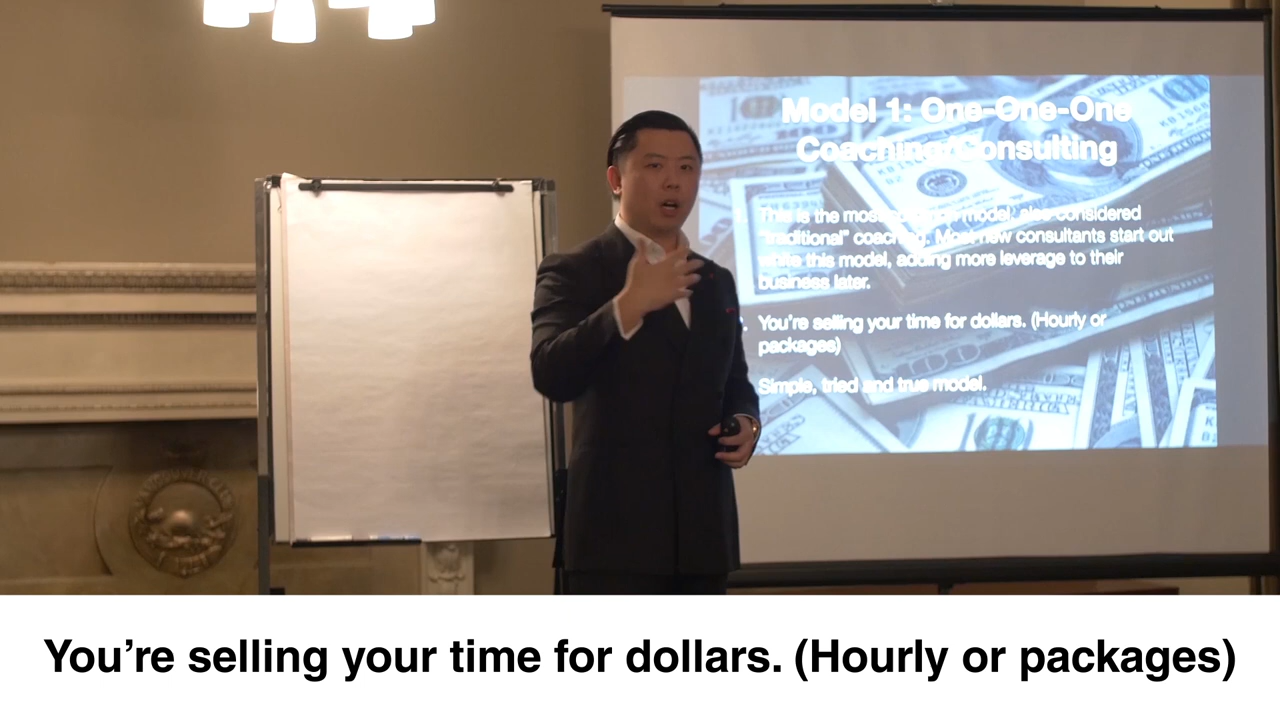 Model 1: One-One-One
Coaching/Consulting
This is the most common model, also considered
"traditional" coaching. Most new consultants start out
while this model, adding more leverage to their
business later.
You're selling your time for dollars. (Hourly or
packages)
Simple, tried and true model.
You’re selling your time for dollars. (Hourly or packages)